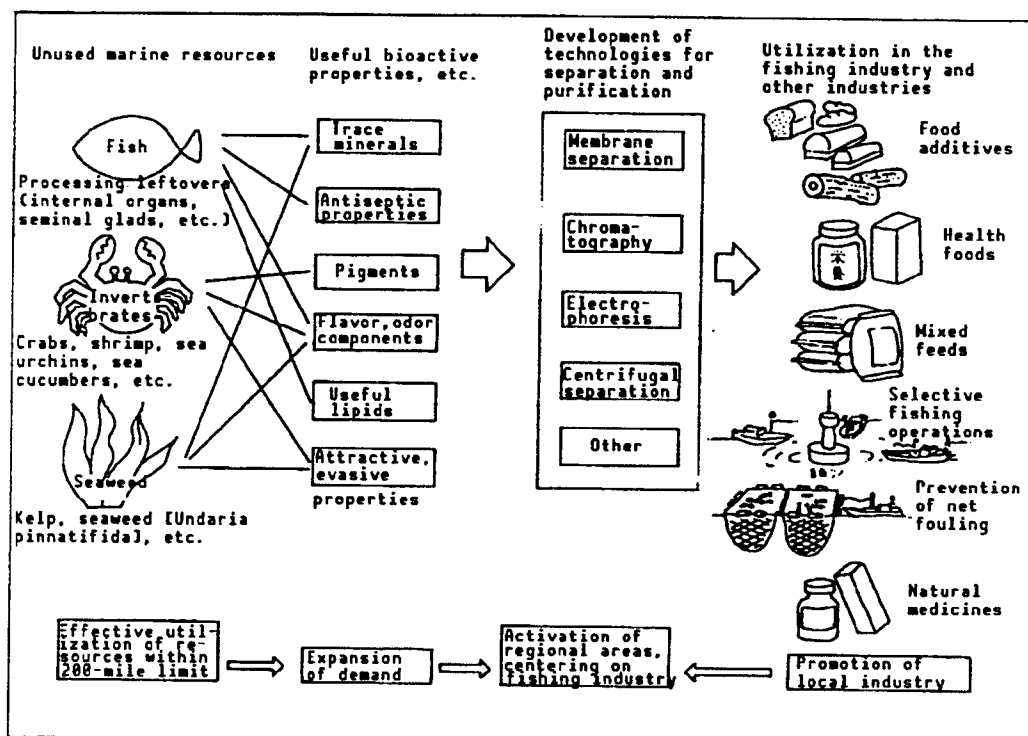 Unused marine resources
Useful bioactive
properties, etc.
Development of
technologies for
separation and
purification
Utilization in the
fishing industry and
other industries
Fish
Processing leftovers
(internal organs,
seminal glads, etc.)
Invert-
brates
Crabs, shrimp, sea
urchins, sea
cucumbers, etc.
Seaweed
Kelp, seaweed [Undaria
pinnatifida], etc.
Trace
minerals
Antiseptic
properties
Pigments
Flavor, odor
components
Useful
lipids
Attractive,
evasive
properties
Membrane
separation
Chroma-
tography
Electro-
phoresis
Centrifugal
separation
Other
Food
additives
Health
foods
Mixed
feeds
Selective
fishing
operations
Prevention
of net
fouling
Natural
medicines
Effective util-
ization of re-
sources within
200-mile limit
Expansion
of demand
Activation of
regional areas,
centering on
fishing industry
Promotion of
local industry